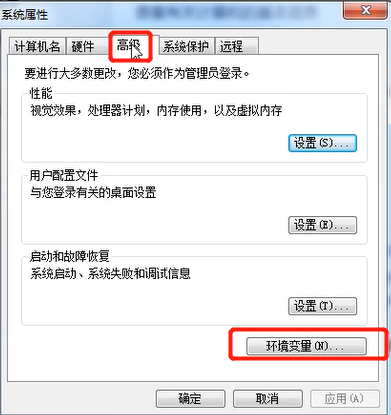 系统属性
计算机名 硬件 高级 系统保护 远程
要进行大多数更改，您必须作为管理员登录。
性能
视觉效果，处理器计划，内存使用，以及虚拟内存
设置(S)...
用户配置文件
与您登录有关的桌面设置
设置(E)...
启动和故障恢复
系统启动、系统失败和调试信息
设置(T)...
环境变量(N)...
确定 取消 应用(A)